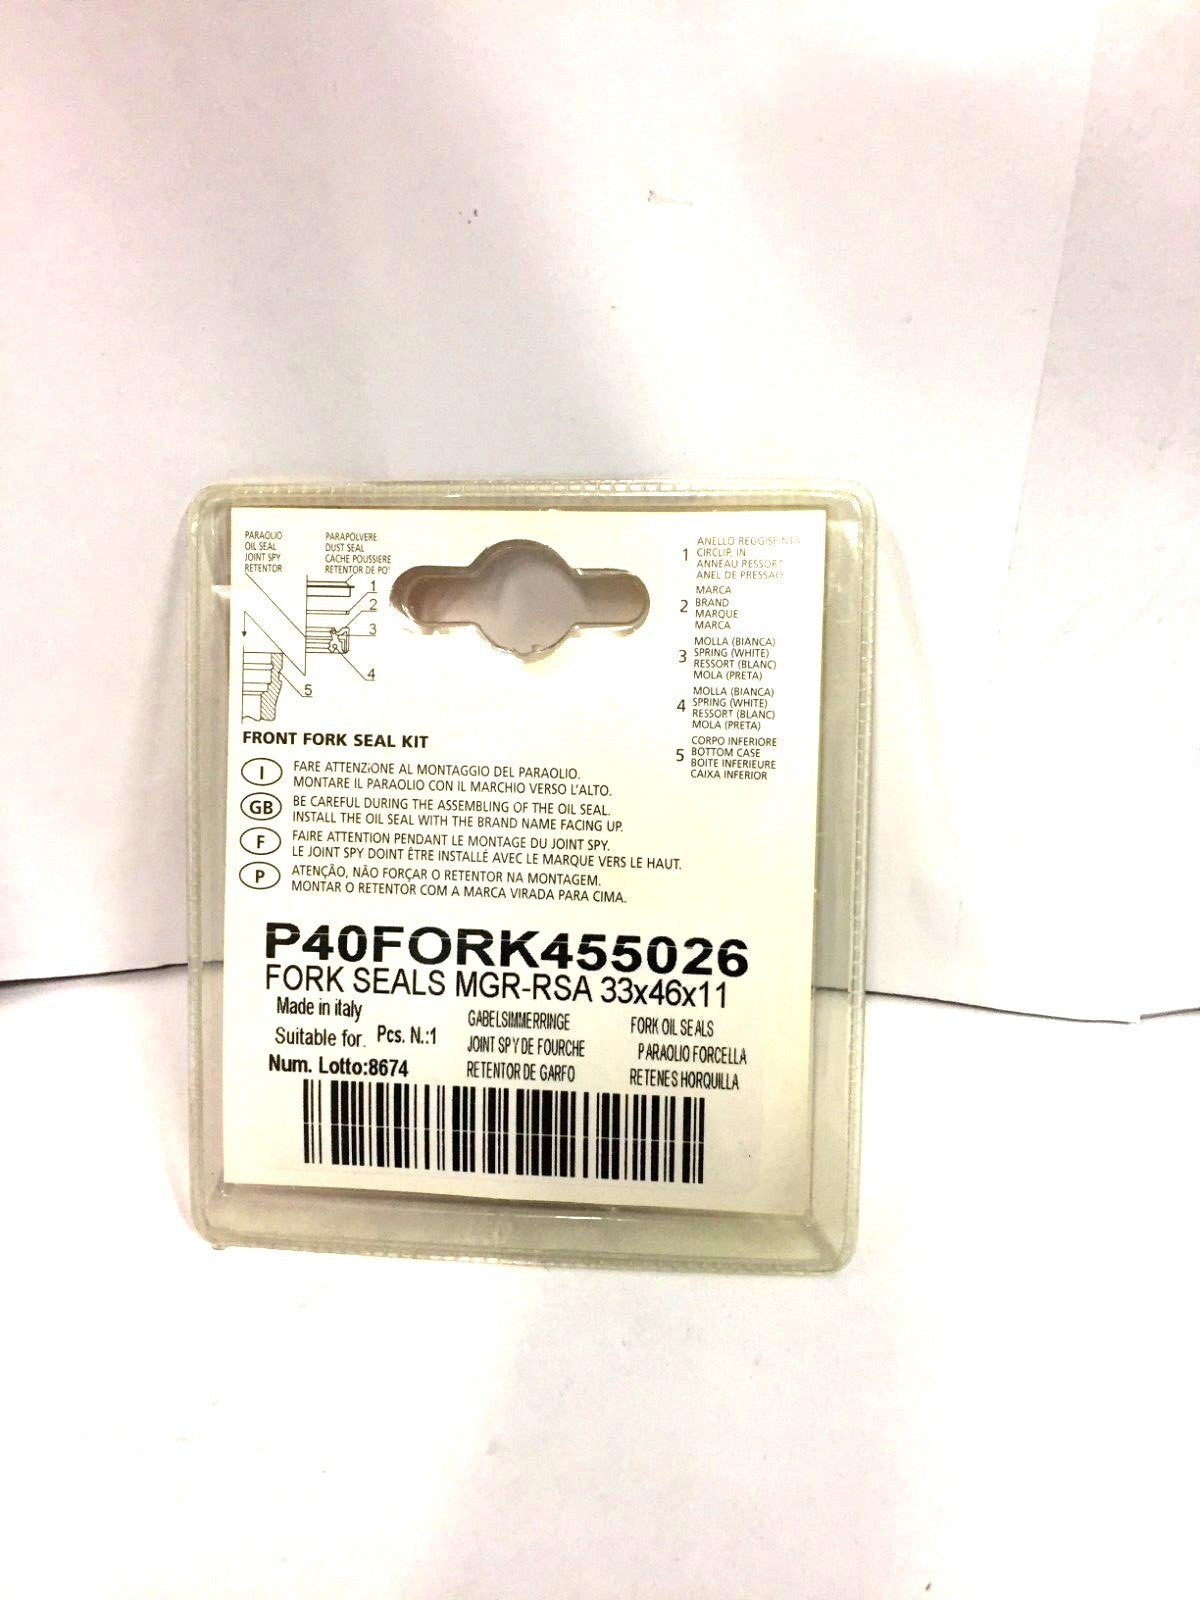 PARAOLIO
OIL SEAL
JOINT SPY
RETENTOR
PARAPOLVERE
DUST SEAL
CACHE POUSSIERE
RETENTOR DE PO
1
2
3
4
5
1
ANELLO REGGISPINTA
CIRCLIP. IN
ANNEAU RESSORT
ANEL DE PRESSAO
2
MARCA
BRAND
MARQUE
MARCA
3
MOLLA (BIANCA)
SPRING (WHITE)
RESSORT (BLANC)
MOLA (PRETA)
4
MOLLA (BIANCA)
SPRING (WHITE)
RESSORT (BLANC)
MOLA (PRETA)
5
CORPO INFERIORE
BOTTOM CASE
BOITE INFERIEURE
CAIXA INFERIOR
FRONT FORK SEAL KIT
I
FARE ATTENZIONE AL MONTAGGIO DEL PARAOLIO.
MONTARE IL PARAOLIO CON IL MARCHIO VERSO L'ALTO.
GB
BE CAREFUL DURING THE ASSEMBLING OF THE OIL SEAL.
INSTALL THE OIL SEAL WITH THE BRAND NAME FACING UP.
F
FAIRE ATTENTION PENDANT LE MONTAGE DU JOINT SPY.
LE JOINT SPY DOINT ÊTRE INSTALLÉ AVEC LE MARQUE VERS LE HAUT.
P
ATENÇÃO, NÃO FORÇAR O RETENTOR NA MONTAGEM.
MONTAR O RETENTOR COM A MARCA VIRADA PARA CIMA.
P40FORK455026
FORK SEALS MGR-RSA 33x46x11
Made in italy
Suitable for. Pcs. N.:1
Num. Lotto:8674
GABELSIMMERRINGE
JOINT SPY DE FOURCHE
RETENTOR DE GARFO
FORK OIL SEALS
PARAOLIO FORCELLA
RETENES HORQUILLA